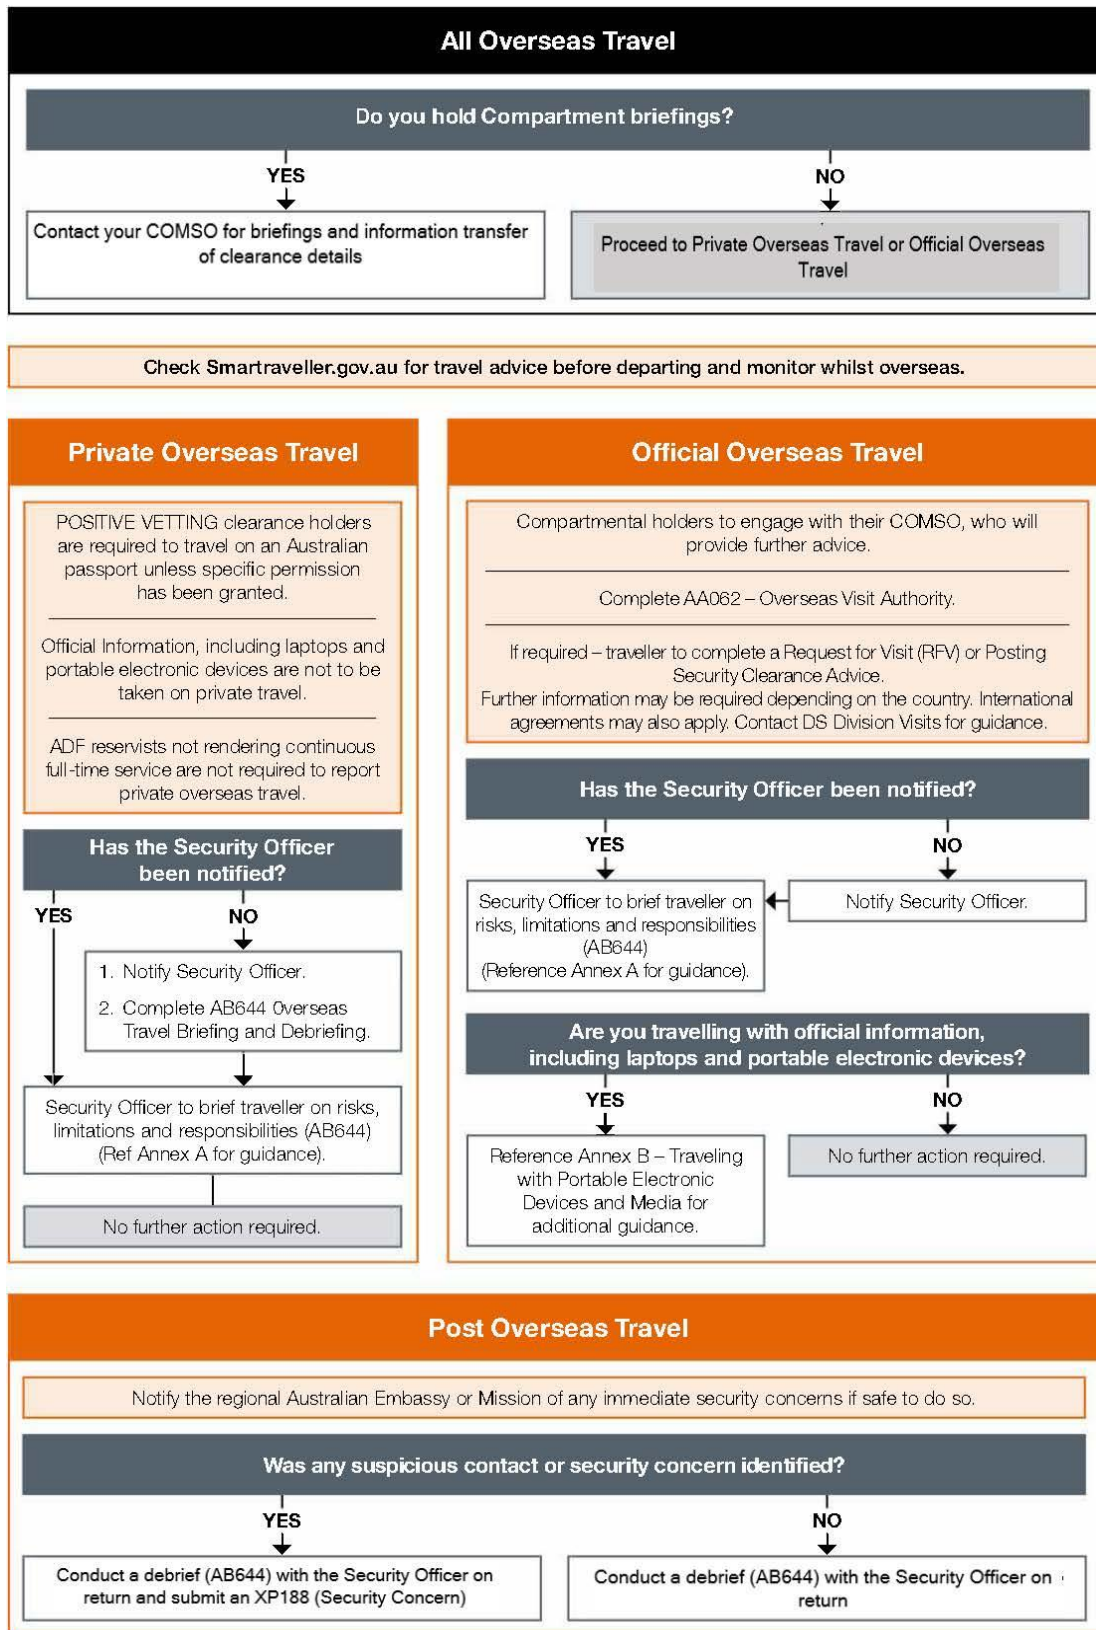 All Overseas Travel
Do you hold Compartment briefings?
YES
NO
Contact your COMSO for briefings and information transfer
of clearance details
Proceed to Private Overseas Travel or Official Overseas
Travel
Check Smartraveller.gov.au for travel advice before departing and monitor whilst overseas.
Private Overseas Travel
POSITIVE VETTING clearance holders
are required to travel on an Australian
passport unless specific permission
has been granted.
Official Information, including laptops and
portable electronic devices are not to be
taken on private travel.
ADF reservists not rendering continuous
full-time service are not required to report
private overseas travel.
Has the Security Officer
been notified?
YES
NO
1. Notify Security Officer.
2. Complete AB644 Overseas
Travel Briefing and Debriefing.
Security Officer to brief traveller on risks,
limitations and responsibilities (AB644)
(Ref Annex A for guidance).
No further action required.
Official Overseas Travel
Compartmental holders to engage with their COMSO, who will
provide further advice.
Complete AA062 – Overseas Visit Authority.
If required – traveller to complete a Request for Visit (RFV) or Posting
Security Clearance Advice.
Further information may be required depending on the country. International
agreements may also apply. Contact DS Division Visits for guidance.
Has the Security Officer been notified?
YES
NO
Security Officer to brief traveller on
risks, limitations and responsibilities
(AB644)
(Reference Annex A for guidance).
Notify Security Officer.
Are you travelling with official information,
including laptops and portable electronic devices?
YES
NO
Reference Annex B – Traveling
with Portable Electronic
Devices and Media for
additional guidance.
No further action required.
Post Overseas Travel
Notify the regional Australian Embassy or Mission of any immediate security concerns if safe to do so.
Was any suspicious contact or security concern identified?
YES
NO
Conduct a debrief (AB644) with the Security Officer on
return and submit an XP188 (Security Concern)
Conduct a debrief (AB644) with the Security Officer on
return